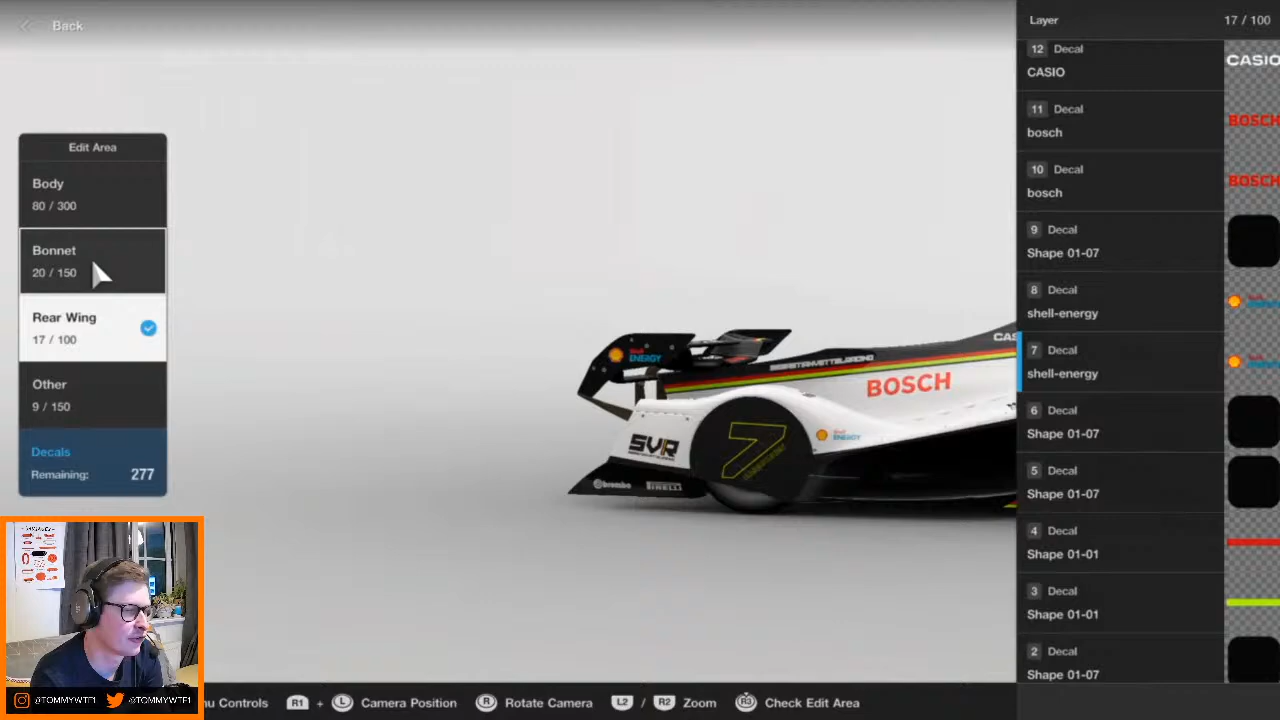 Back
Layer 17 / 100
12 Decal
CASIO
CASIO
11 Decal
bosch
BOSCH
10 Decal
bosch
BOSCH
9 Decal
Shape 01-07
8 Decal
shell-energy
7 Decal
shell-energy
6 Decal
Shape 01-07
5 Decal
Shape 01-07
4 Decal
Shape 01-01
3 Decal
Shape 01-01
2 Decal
Shape 01-07
Edit Area
Body
80 / 300
Bonnet
20 / 150
Rear Wing
17 / 100
Other
9 / 150
Decals
Remaining: 277
ENERGY
SEBASTIANVETTELRACING
CAS
BOSCH
SVR
7
ENERGY
brembo
PIRELLI
@TOMMYWTF1 @TOMMYWTF1
nu Controls R1 + L Camera Position R Rotate Camera L2 / R2 Zoom R3 Check Edit Area